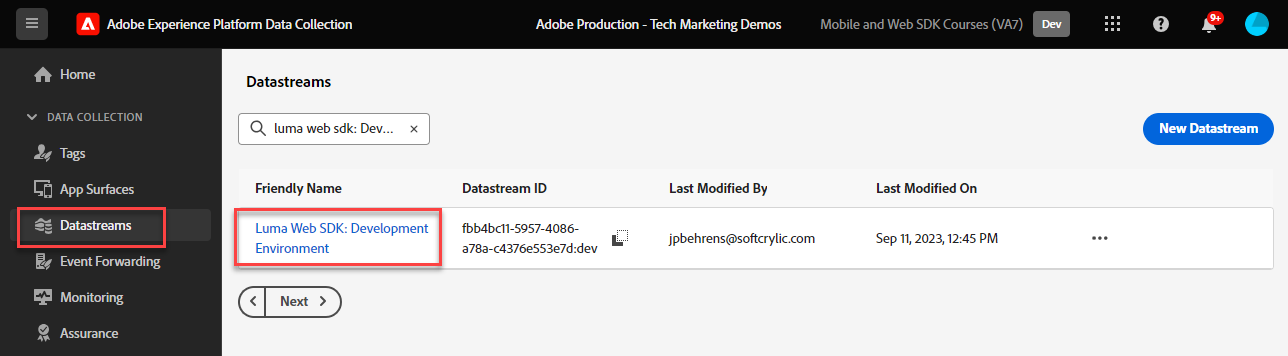 Adobe Experience Platform Data Collection
Adobe Production - Tech Marketing Demos
Mobile and Web SDK Courses (VA7)
Dev
9+
Home
DATA COLLECTION
Tags
App Surfaces
Datastreams
Event Forwarding
Monitoring
Assurance
Datastreams
luma web sdk: Dev...
New Datastream
Friendly Name
Datastream ID
Last Modified By
Last Modified On
Luma Web SDK: Development
Environment
fbb4bc11-5957-4086-
a78a-c4376e553e7d:dev
jpbehrens@softcrylic.com
Sep 11, 2023, 12:45 PM
Next